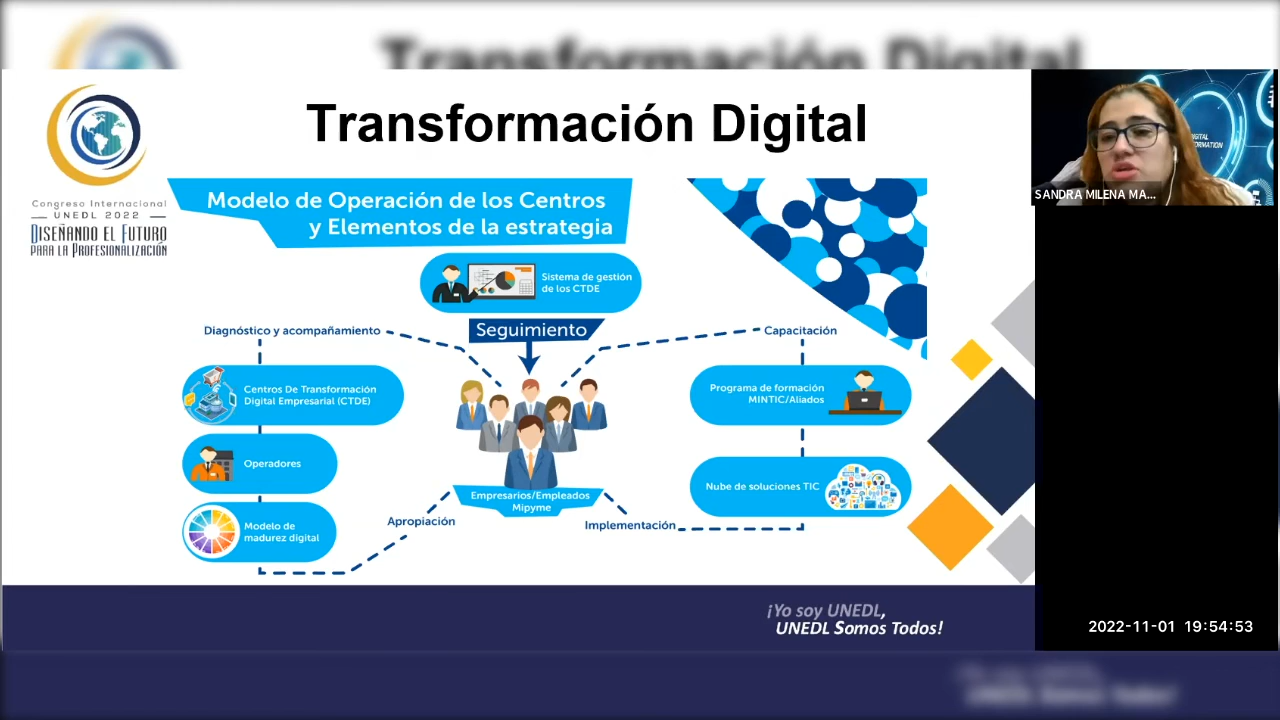 Transformación Digital
Transformación Digital
Congreso Internacional
UNEDL 2022
DISEÑANDO EL FUTURO
PARA LA PROFESIONALIZACIÓN
Modelo de Operación de los Centros
y Elementos de la estrategia
Sistema de gestión
de los CTDE
Seguimiento
Diagnóstico y acompañamiento
Capacitación
Centros De Transformación
Digital Empresarial (CTDE)
Operadores
Modelo de
madurez digital
Programa de formación
MINTIC/Aliados
Nube de soluciones TIC
Empresarios/Empleados
Mipyme
Apropiación
Implementación
¡Yo soy UNEDL,
UNEDL Somos Todos!
SANDRA MILENA MA...
2022-11-01 19:54:53